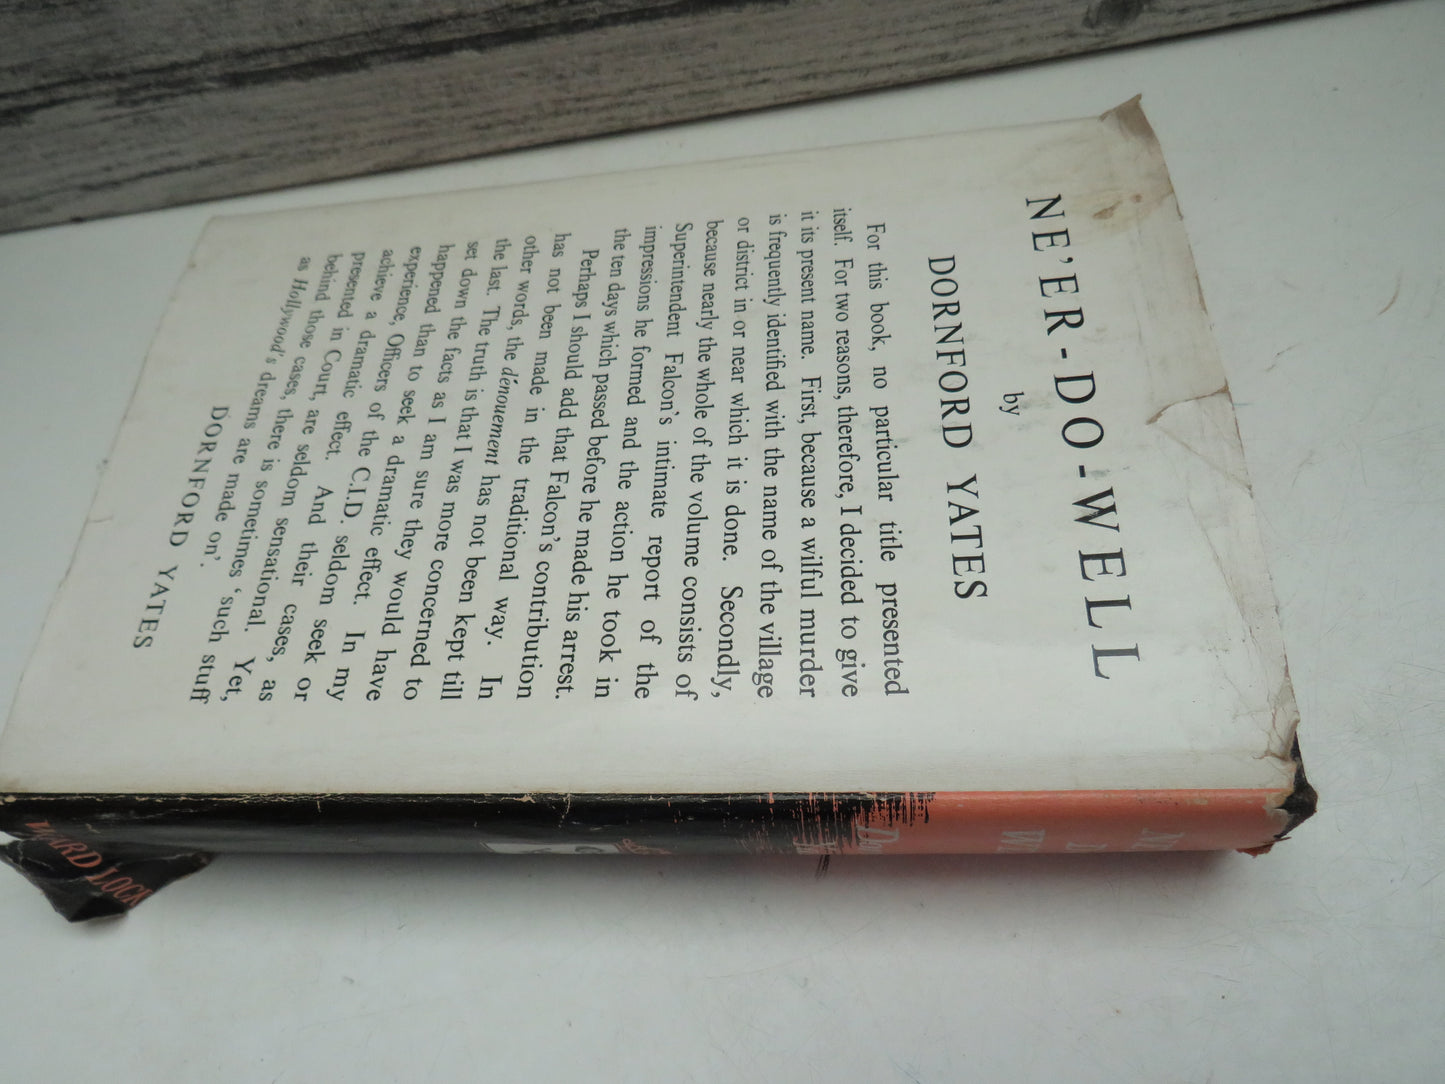 NE'ER-DO-WELL
by
DORNFORD YATES
For this book, no particular title presented
itself. For two reasons, therefore, I decided to give
it its present name. First, because a wilful murder
is frequently identified with the name of the village
or district in or near which it is done. Secondly,
because nearly the whole of the volume consists of
Superintendent Falcon's intimate report of the
impressions he formed and the action he took in
the ten days which passed before he made his arrest.
Perhaps I should add that Falcon's contribution
has not been made in the traditional way. In
other words, the dénouement has not been kept till
the last. The truth is that I was more concerned to
set down the facts as I am sure they would have
happened than to seek a dramatic effect. In my
experience, Officers of the C.I.D. seldom seek or
achieve a dramatic effect. And their cases, as
presented in Court, are seldom sensational. Yet,
behind those cases, there is sometimes 'such stuff
as Hollywood's dreams are made on'.
DORNFORD YATES
WARD LOCK